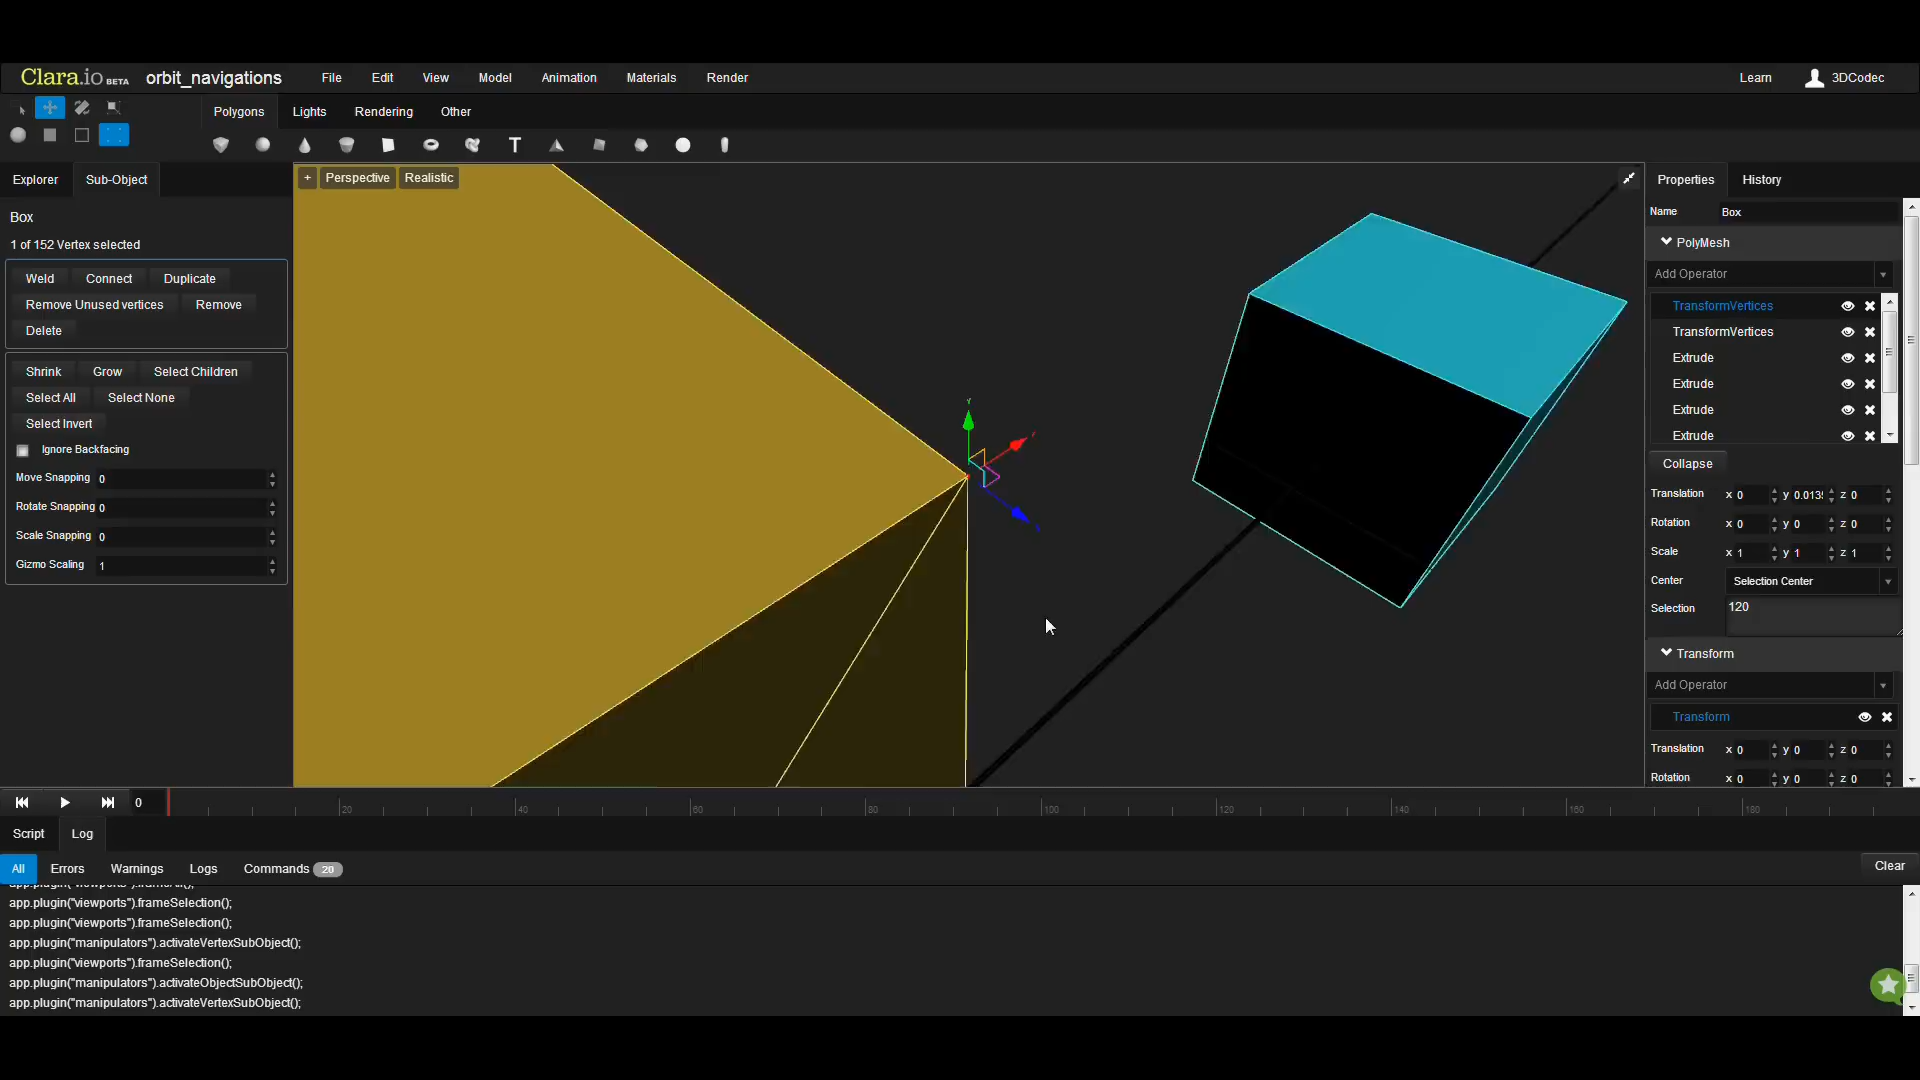 Clara.io BETA orbit_navigations File Edit View Model Animation Materials Render Learn 3DCodec
Polygons Lights Rendering Other
T
Explorer Sub-Object
+ Perspective Realistic
Properties History
Box
1 of 152 Vertex selected
Weld Connect Duplicate
Remove Unused vertices Remove
Delete
Shrink Grow Select Children
Select All Select None
Select Invert
Ignore Backfacing
Move Snapping 0
Rotate Snapping 0
Scale Snapping 0
Gizmo Scaling 1
Y
Name Box
PolyMesh
Add Operator
TransformVertices
TransformVertices
Extrude
Extrude
Extrude
Extrude
Collapse
Translation x 0 y 0.013 z 0
Rotation x 0 y 0 z 0
Scale x 1 y 1 z 1
Center Selection Center
Selection 120
Transform
Add Operator
Transform
Translation x 0 y 0 z 0
Rotation x 0 y 0 z 0
0 20 40 60 80 100 120 140 160 180
Script Log
All Errors Warnings Logs Commands 20 Clear
app.plugin("viewports").frameAll();
app.plugin("viewports").frameSelection();
app.plugin("viewports").frameSelection();
app.plugin("manipulators").activateVertexSubObject();
app.plugin("viewports").frameSelection();
app.plugin("manipulators").activateObjectSubObject();
app.plugin("manipulators").activateVertexSubObject();